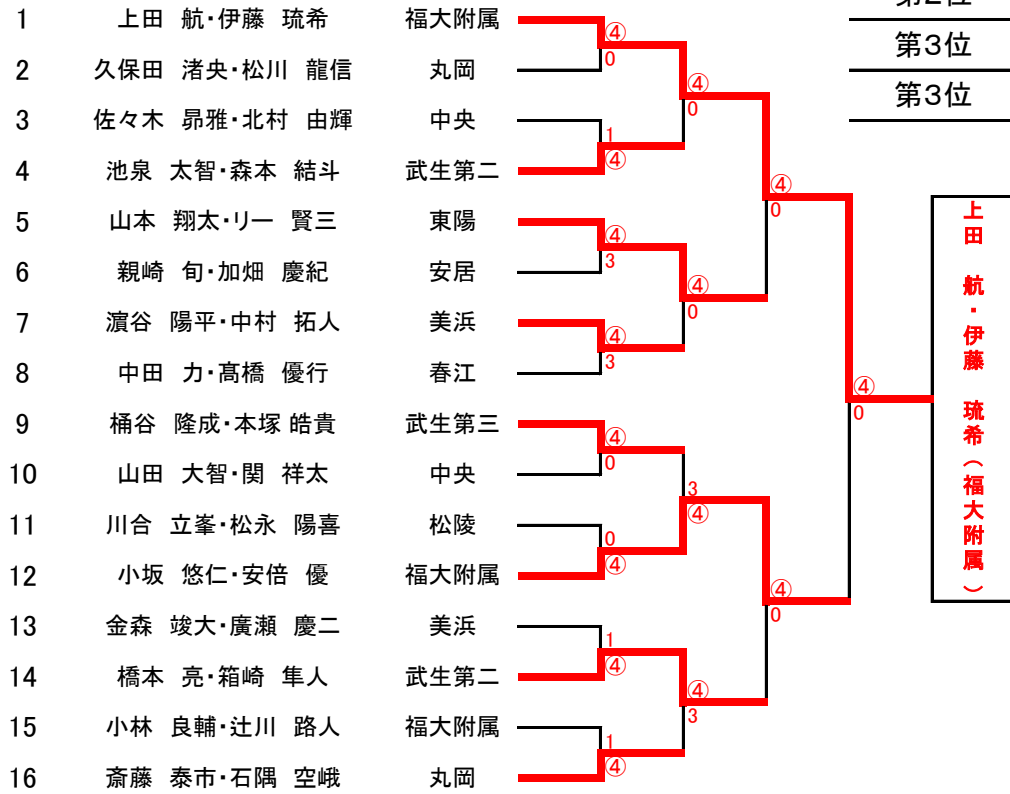 第2位
第3位
第3位
1 上田 航・伊藤 琉希 福大附属
2 久保田 渚央・松川 龍信 丸岡
3 佐々木 昴雅・北村 由輝 中央
4 池泉 太智・森本 結斗 武生第二
5 山本 翔太・リー 賢三 東陽
6 親崎 旬・加畑 慶紀 安居
7 濵谷 陽平・中村 拓人 美浜
8 中田 力・髙橋 優行 春江
9 桶谷 隆成・本塚 皓貴 武生第三
10 山田 大智・関 祥太 中央
11 川合 立峯・松永 陽喜 松陵
12 小坂 悠仁・安倍 優 福大附属
13 金森 竣大・廣瀬 慶二 美浜
14 橋本 亮・箱崎 隼人 武生第二
15 小林 良輔・辻川 路人 福大附属
16 斎藤 泰市・石隅 空峨 丸岡
④
0
1
④
④
3
④
3
④
0
0
④
1
④
1
④
④
0
④
0
3
④
④
3
④
0
④
0
④
0
上田 航・伊藤 琉希（福大附属）